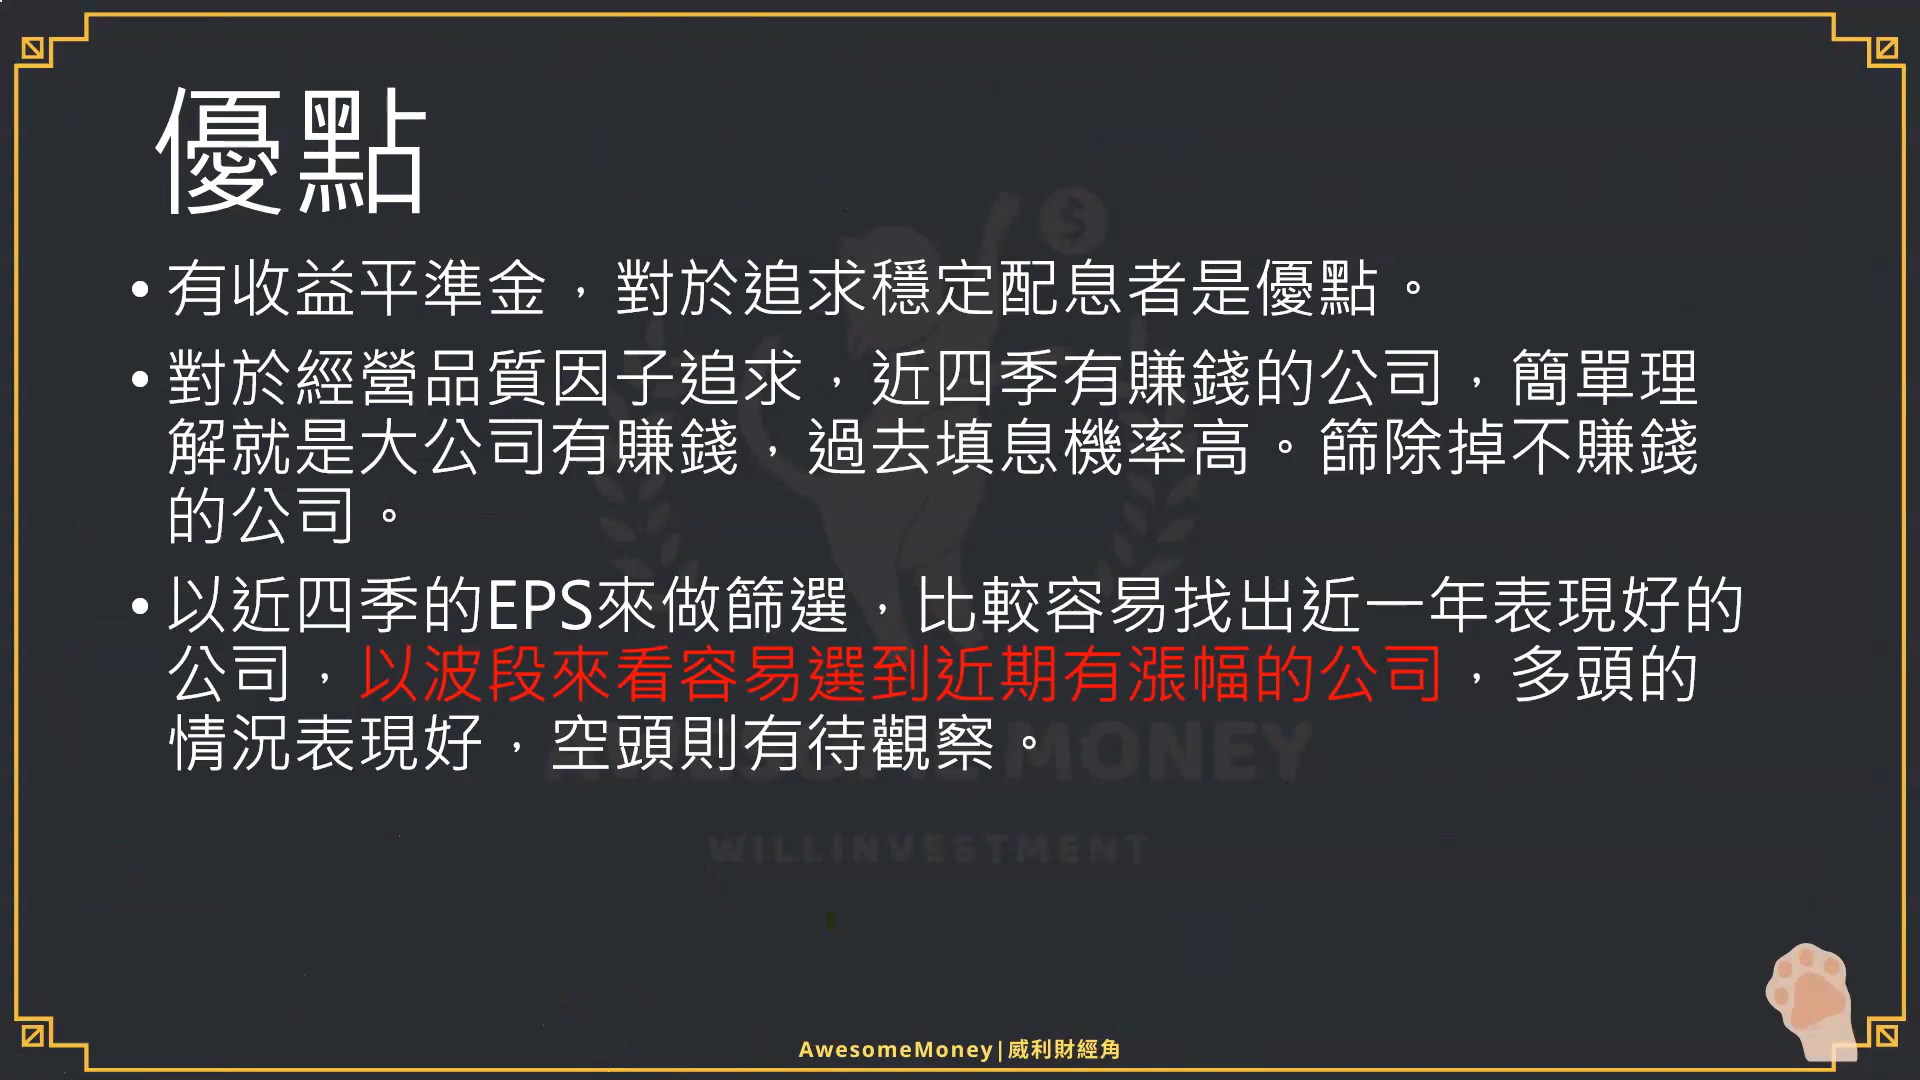 優點
• 有收益平準金，對於追求穩定配息者是優點。
• 對於經營品質因子追求，近四季有賺錢的公司，簡單理
解就是大公司有賺錢，過去填息機率高。篩除掉不賺錢
的公司。
• 以近四季的EPS來做篩選，比較容易找出近一年表現好的
公司，以波段來看容易選到近期有漲幅的公司，多頭的
情況表現好，空頭則有待觀察。
AWESOME MONEY
WILLINVESTMENT
AwesomeMoney|威利財經角